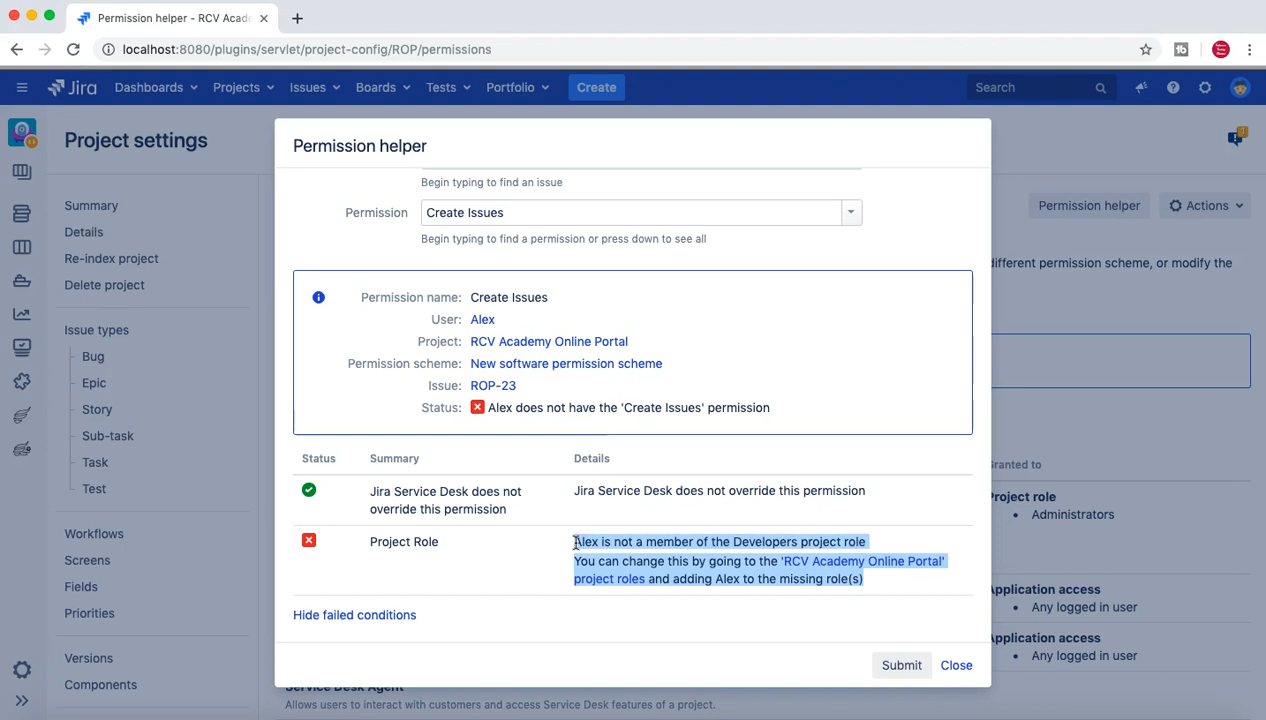 Permission helper - RCV Acad
localhost:8080/plugins/servlet/project-config/ROP/permissions
Jira Dashboards Projects Issues Boards Tests Portfolio Create Search
Project settings
Summary
Details
Re-index project
Delete project
Issue types
Bug
Epic
Story
Sub-task
Task
Test
Workflows
Screens
Fields
Priorities
Versions
Components
Permission helper
Begin typing to find an issue
Permission Create Issues
Begin typing to find a permission or press down to see all
Permission name: Create Issues
User: Alex
Project: RCV Academy Online Portal
Permission scheme: New software permission scheme
Issue: ROP-23
Status: Alex does not have the 'Create Issues' permission
Status Summary Details
Jira Service Desk does not Jira Service Desk does not override this permission
override this permission
Project Role Alex is not a member of the Developers project role
You can change this by going to the 'RCV Academy Online Portal'
project roles and adding Alex to the missing role(s)
Hide failed conditions
Submit Close
Permission helper Actions
different permission scheme, or modify the
Granted to
Project role
Administrators
Application access
Any logged in user
Application access
Any logged in user
Service Desk Agent
Allows users to interact with customers and access Service Desk features of a project.